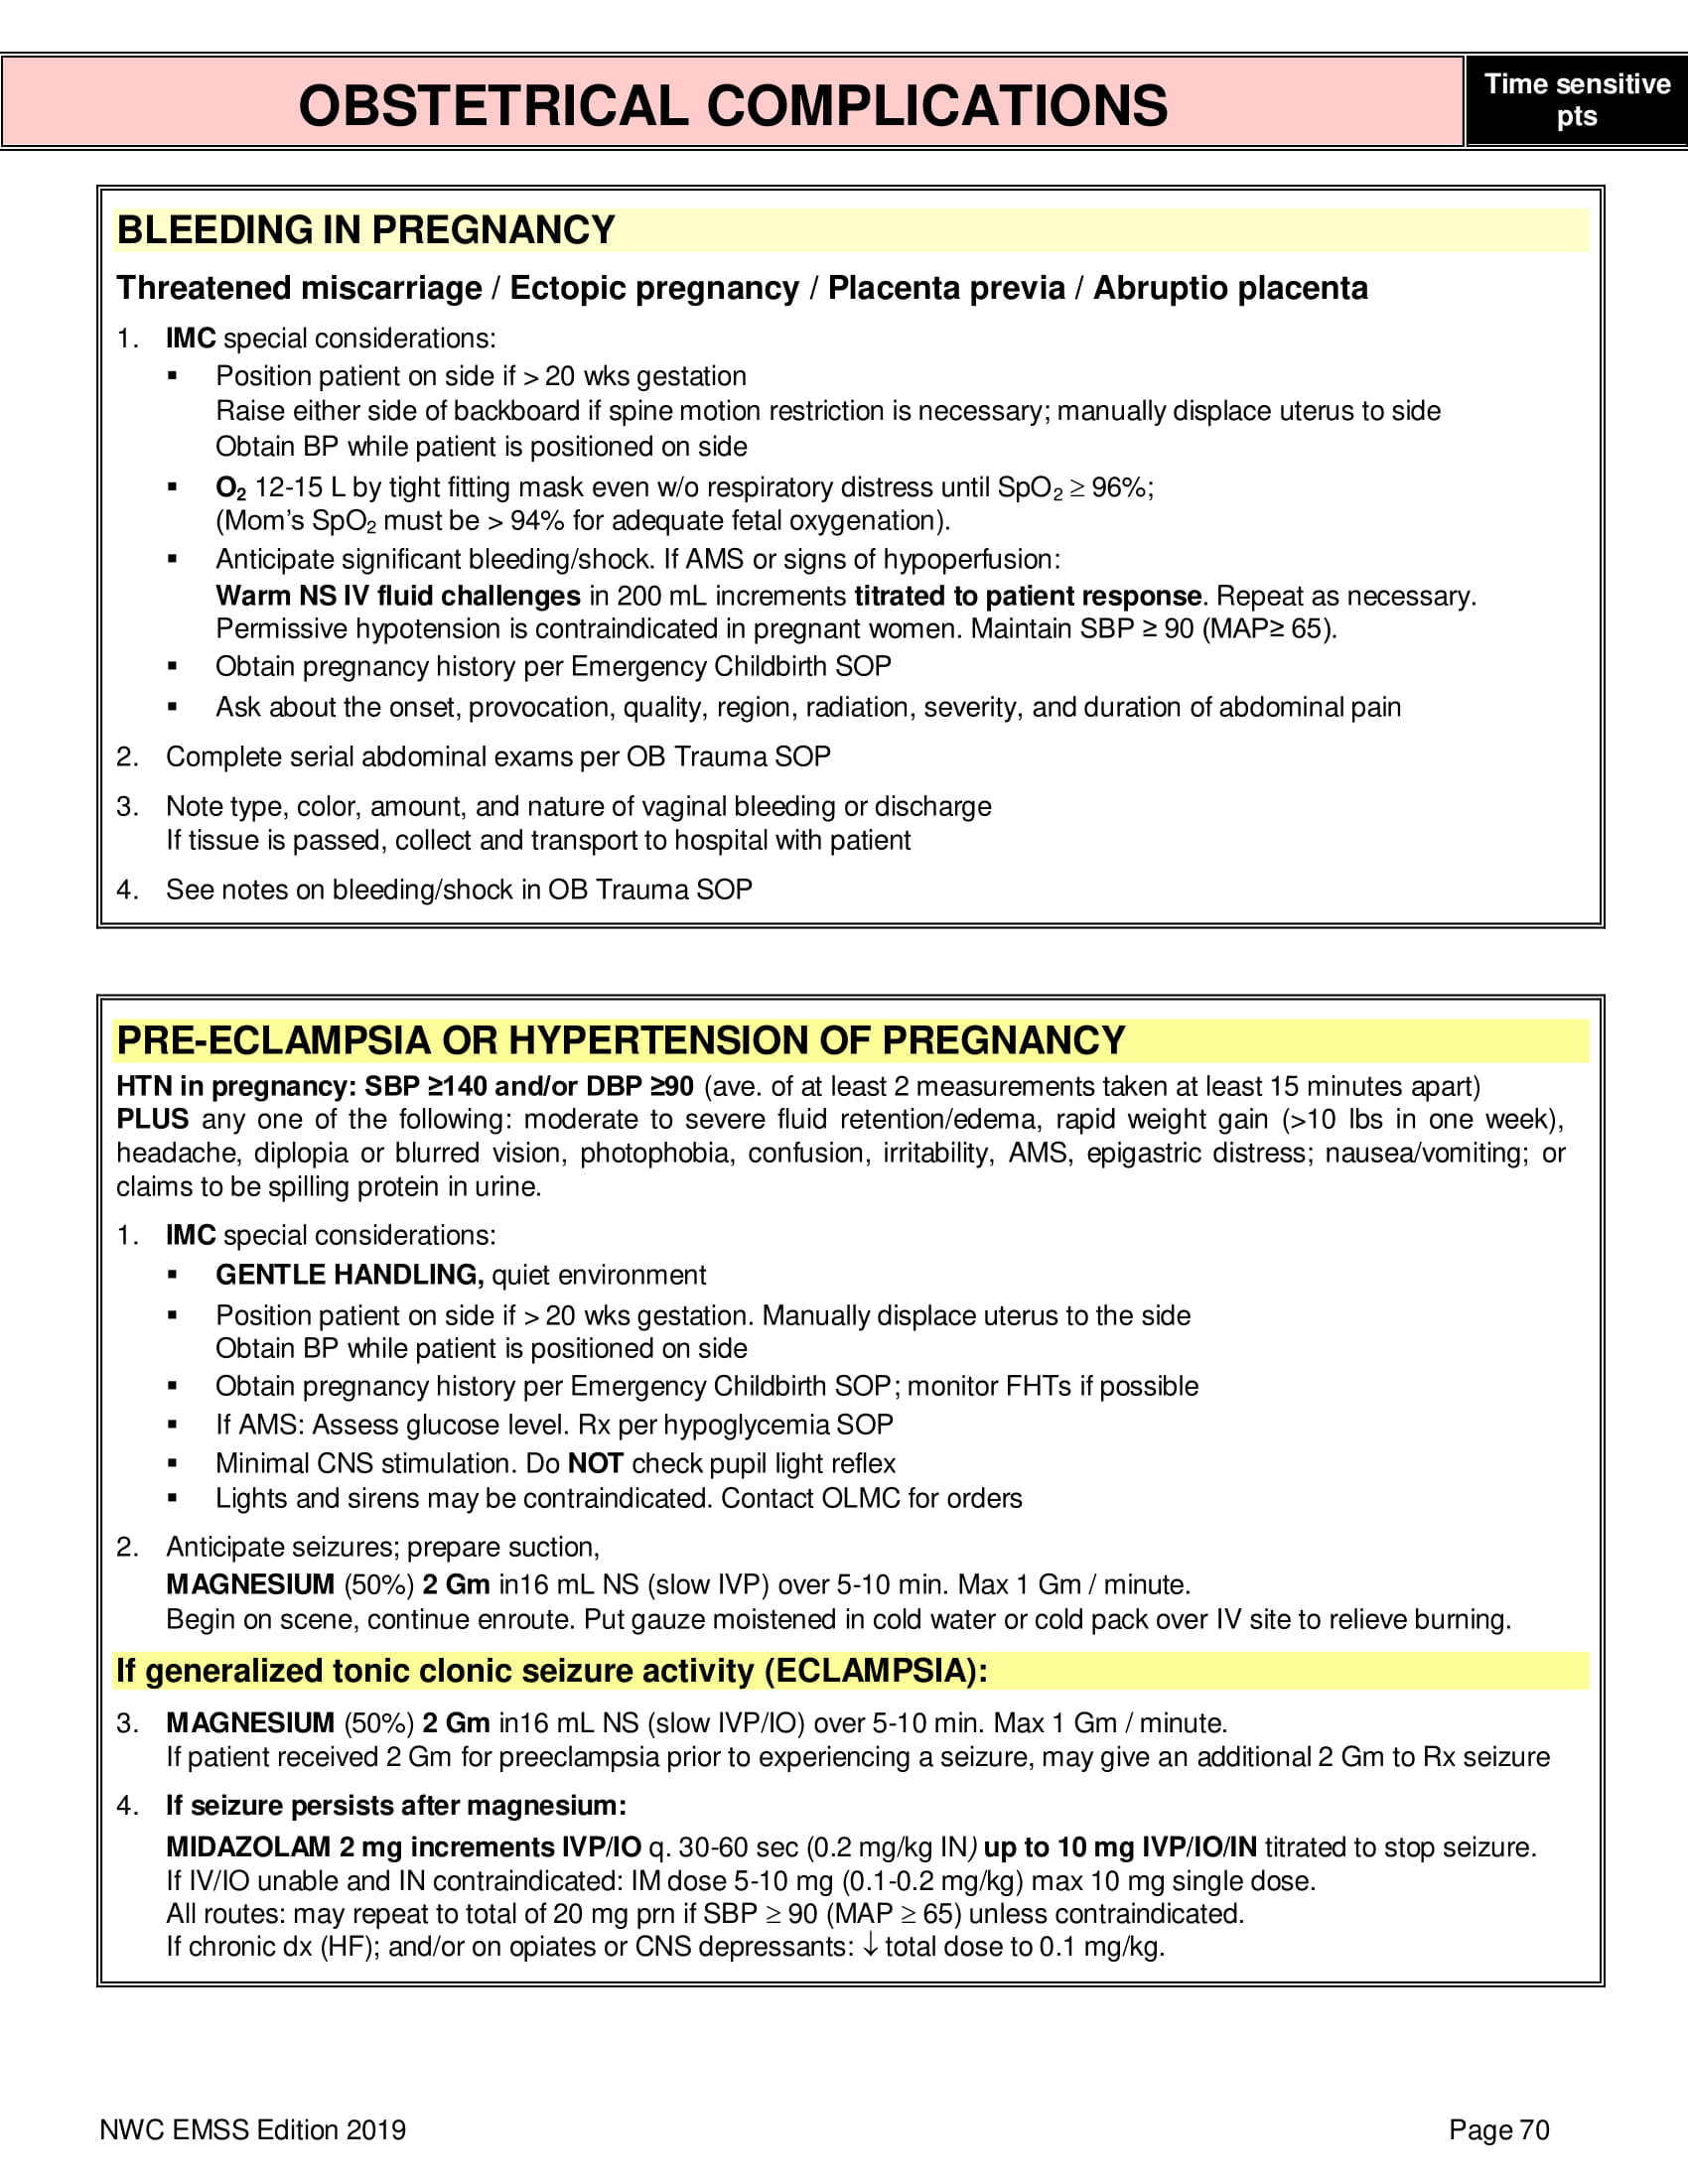 OBSTETRICAL COMPLICATIONS
Time sensitive
pts
BLEEDING IN PREGNANCY
Threatened miscarriage / Ectopic pregnancy / Placenta previa / Abruptio placenta
1. IMC special considerations:
▪ Position patient on side if > 20 wks gestation
Raise either side of backboard if spine motion restriction is necessary; manually displace uterus to side
Obtain BP while patient is positioned on side
▪ O₂ 12-15 L by tight fitting mask even w/o respiratory distress until SpO₂ ≥ 96%;
(Mom's SpO₂ must be > 94% for adequate fetal oxygenation).
▪ Anticipate significant bleeding/shock. If AMS or signs of hypoperfusion:
Warm NS IV fluid challenges in 200 mL increments titrated to patient response. Repeat as necessary.
Permissive hypotension is contraindicated in pregnant women. Maintain SBP ≥ 90 (MAP≥ 65).
▪ Obtain pregnancy history per Emergency Childbirth SOP
▪ Ask about the onset, provocation, quality, region, radiation, severity, and duration of abdominal pain
2. Complete serial abdominal exams per OB Trauma SOP
3. Note type, color, amount, and nature of vaginal bleeding or discharge
If tissue is passed, collect and transport to hospital with patient
4. See notes on bleeding/shock in OB Trauma SOP
PRE-ECLAMPSIA OR HYPERTENSION OF PREGNANCY
HTN in pregnancy: SBP ≥140 and/or DBP ≥90 (ave. of at least 2 measurements taken at least 15 minutes apart)
PLUS any one of the following: moderate to severe fluid retention/edema, rapid weight gain (>10 lbs in one week),
headache, diplopia or blurred vision, photophobia, confusion, irritability, AMS, epigastric distress; nausea/vomiting; or
claims to be spilling protein in urine.
1. IMC special considerations:
▪ GENTLE HANDLING, quiet environment
▪ Position patient on side if > 20 wks gestation. Manually displace uterus to the side
Obtain BP while patient is positioned on side
▪ Obtain pregnancy history per Emergency Childbirth SOP; monitor FHTs if possible
▪ If AMS: Assess glucose level. Rx per hypoglycemia SOP
▪ Minimal CNS stimulation. Do NOT check pupil light reflex
▪ Lights and sirens may be contraindicated. Contact OLMC for orders
2. Anticipate seizures; prepare suction,
MAGNESIUM (50%) 2 Gm in16 mL NS (slow IVP) over 5-10 min. Max 1 Gm / minute.
Begin on scene, continue enroute. Put gauze moistened in cold water or cold pack over IV site to relieve burning.
If generalized tonic clonic seizure activity (ECLAMPSIA):
3. MAGNESIUM (50%) 2 Gm in16 mL NS (slow IVP/IO) over 5-10 min. Max 1 Gm / minute.
If patient received 2 Gm for preeclampsia prior to experiencing a seizure, may give an additional 2 Gm to Rx seizure
4. If seizure persists after magnesium:
MIDAZOLAM 2 mg increments IVP/IO q. 30-60 sec (0.2 mg/kg IN) up to 10 mg IVP/IO/IN titrated to stop seizure.
If IV/IO unable and IN contraindicated: IM dose 5-10 mg (0.1-0.2 mg/kg) max 10 mg single dose.
All routes: may repeat to total of 20 mg prn if SBP ≥ 90 (MAP ≥ 65) unless contraindicated.
If chronic dx (HF); and/or on opiates or CNS depressants: ↓ total dose to 0.1 mg/kg.
NWC EMSS Edition 2019
Page 70